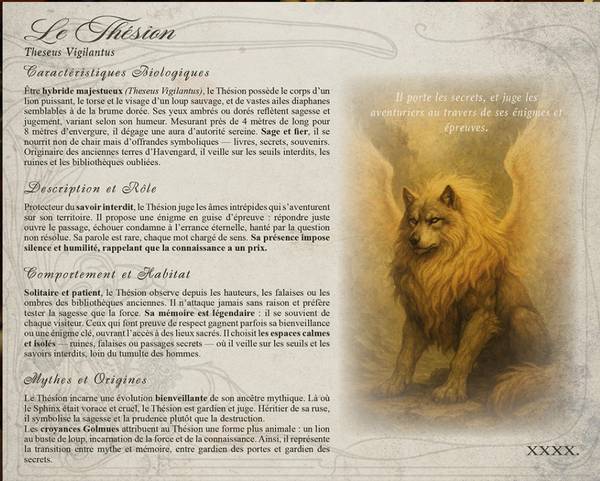 Le Thésion
Theseus Vigilantus
Caractéristiques Biologiques
Être hybride majestueux (Theseus Vigilantus), le Thésion possède le corps d’un
lion puissant, le torse et le visage d’un loup sauvage, et de vastes ailes diaphanes
semblables à de la brume dorée. Ses yeux ambrés ou dorés reflètent sagesse et
jugement, variant selon son humeur. Mesurant près de 4 mètres de long pour
8 mètres d’envergure, il dégage une aura d’autorité sereine. Sage et fier, il se
nourrit non de chair mais d’offrandes symboliques — livres, secrets, souvenirs.
Originaire des anciennes terres d’Havengard, il veille sur les seuils interdits, les
ruines et les bibliothèques oubliées.
Description et Rôle
Protecteur du savoir interdit, le Thésion juge les âmes intrépides qui s’aventurent
sur son territoire. Il propose une énigme en guise d’épreuve : répondre juste
ouvre le passage, échouer condamne à l’errance éternelle, hanté par la question
non résolue. Sa parole est rare, chaque mot chargé de sens. Sa présence impose
silence et humilité, rappelant que la connaissance a un prix.
Comportement et Habitat
Solitaire et patient, le Thésion observe depuis les hauteurs, les falaises ou les
ombres des bibliothèques anciennes. Il n’attaque jamais sans raison et préfère
tester la sagesse que la force. Sa mémoire est légendaire : il se souvient de
chaque visiteur. Ceux qui font preuve de respect gagnent parfois sa bienveillance
ou une énigme clé, ouvrant l’accès à des lieux sacrés. Il choisit les espaces calmes
et isolés — ruines, falaises ou passages secrets — où il veille sur les seuils et les
savoirs interdits, loin du tumulte des hommes.
Mythes et Origines
Le Thésion incarne une évolution bienveillante de son ancêtre mythique. Là où
le Sphinx était vorace et cruel, le Thésion est gardien et juge. Héritier de sa ruse,
il symbolise la sagesse et la prudence plutôt que la destruction.
Les croyances Golmues attribuent au Thésion une forme plus animale : un lion
au buste de loup, incarnation de la force et de la connaissance. Ainsi, il représente
la transition entre mythe et mémoire, entre gardien des portes et gardien des
secrets.
Il porte les secrets, et juge les
aventuriers au travers de ses énigmes et
épreuves.
XXXX.